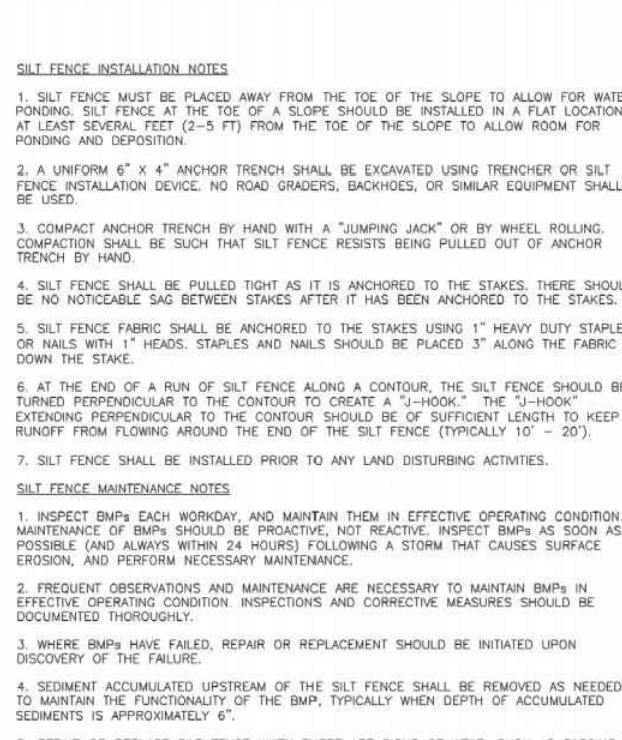 SILT FENCE INSTALLATION NOTES
1. SILT FENCE MUST BE PLACED AWAY FROM THE TOE OF THE SLOPE TO ALLOW FOR WATE
PONDING. SILT FENCE AT THE TOE OF A SLOPE SHOULD BE INSTALLED IN A FLAT LOCATION
AT LEAST SEVERAL FEET (2-5 FT) FROM THE TOE OF THE SLOPE TO ALLOW ROOM FOR
PONDING AND DEPOSITION.
2. A UNIFORM 6" X 4" ANCHOR TRENCH SHALL BE EXCAVATED USING TRENCHER OR SILT
FENCE INSTALLATION DEVICE. NO ROAD GRADERS, BACKHOES, OR SIMILAR EQUIPMENT SHALL
BE USED.
3. COMPACT ANCHOR TRENCH BY HAND WITH A "JUMPING JACK" OR BY WHEEL ROLLING.
COMPACTION SHALL BE SUCH THAT SILT FENCE RESISTS BEING PULLED OUT OF ANCHOR
TRENCH BY HAND.
4. SILT FENCE SHALL BE PULLED TIGHT AS IT IS ANCHORED TO THE STAKES. THERE SHOUL
BE NO NOTICEABLE SAG BETWEEN STAKES AFTER IT HAS BEEN ANCHORED TO THE STAKES.
5. SILT FENCE FABRIC SHALL BE ANCHORED TO THE STAKES USING 1" HEAVY DUTY STAPLE
OR NAILS WITH 1" HEADS. STAPLES AND NAILS SHOULD BE PLACED 3" ALONG THE FABRIC
DOWN THE STAKE.
6. AT THE END OF A RUN OF SILT FENCE ALONG A CONTOUR, THE SILT FENCE SHOULD BE
TURNED PERPENDICULAR TO THE CONTOUR TO CREATE A "J-HOOK." THE "J-HOOK"
EXTENDING PERPENDICULAR TO THE CONTOUR SHOULD BE OF SUFFICIENT LENGTH TO KEEP
RUNOFF FROM FLOWING AROUND THE END OF THE SILT FENCE (TYPICALLY 10' - 20').
7. SILT FENCE SHALL BE INSTALLED PRIOR TO ANY LAND DISTURBING ACTIVITIES.
SILT FENCE MAINTENANCE NOTES
1. INSPECT BMPs EACH WORKDAY, AND MAINTAIN THEM IN EFFECTIVE OPERATING CONDITION.
MAINTENANCE OF BMPs SHOULD BE PROACTIVE, NOT REACTIVE. INSPECT BMPs AS SOON AS
POSSIBLE (AND ALWAYS WITHIN 24 HOURS) FOLLOWING A STORM THAT CAUSES SURFACE
EROSION, AND PERFORM NECESSARY MAINTENANCE.
2. FREQUENT OBSERVATIONS AND MAINTENANCE ARE NECESSARY TO MAINTAIN BMPs IN
EFFECTIVE OPERATING CONDITION. INSPECTIONS AND CORRECTIVE MEASURES SHOULD BE
DOCUMENTED THOROUGHLY.
3. WHERE BMPs HAVE FAILED, REPAIR OR REPLACEMENT SHOULD BE INITIATED UPON
DISCOVERY OF THE FAILURE.
4. SEDIMENT ACCUMULATED UPSTREAM OF THE SILT FENCE SHALL BE REMOVED AS NEEDED
TO MAINTAIN THE FUNCTIONALITY OF THE BMP, TYPICALLY WHEN DEPTH OF ACCUMULATED
SEDIMENTS IS APPROXIMATELY 6".